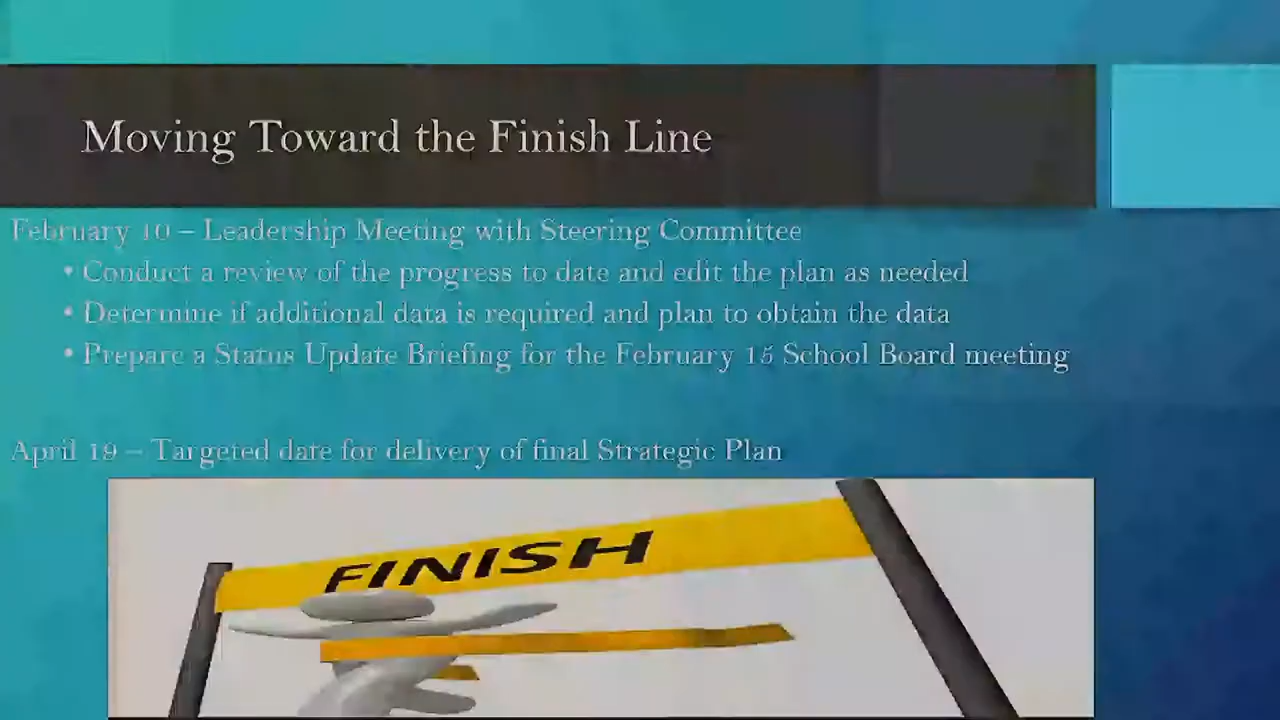 Moving Toward the Finish Line
February 10 – Leadership Meeting with Steering Committee
• Conduct a review of the progress to date and edit the plan as needed
• Determine if additional data is required and plan to obtain the data
• Prepare a Status Update Briefing for the February 15 School Board meeting
April 19 – Targeted date for delivery of final Strategic Plan
FINISH